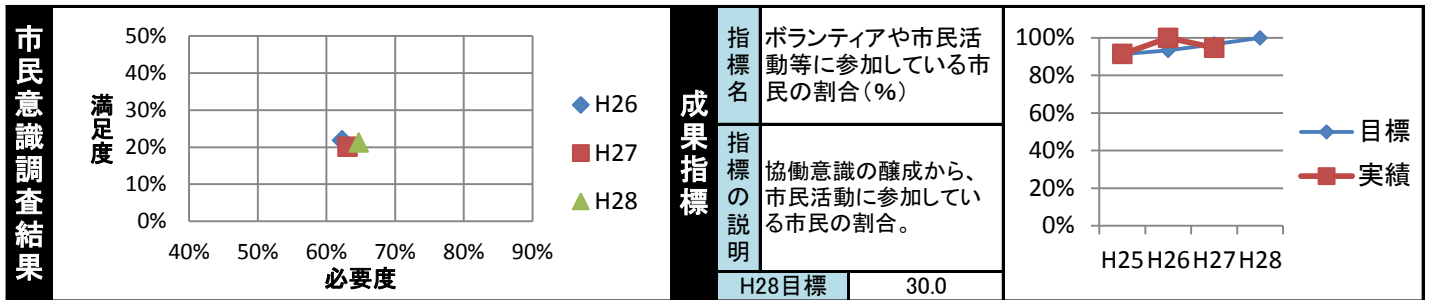 市民意識調査結果
満足度
50%
40%
30%
20%
10%
0%
40% 50% 60% 70% 80% 90%
必要度
H26
H27
H28
成果指標
指標名
ボランティアや市民活
動等に参加している市
民の割合(%)
指標の説明
協働意識の醸成から、
市民活動に参加してい
る市民の割合。
H28目標 30.0
100%
80%
60%
40%
20%
0%
H25 H26 H27 H28
目標
実績